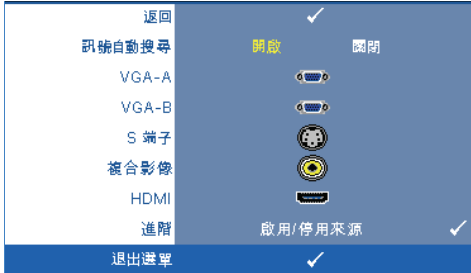 返回
訊號自動搜尋 開啟 關閉
VGA-A
VGA-B
S 端子
複合影像
HDMI
進階 啟用/停用來源
退出選單